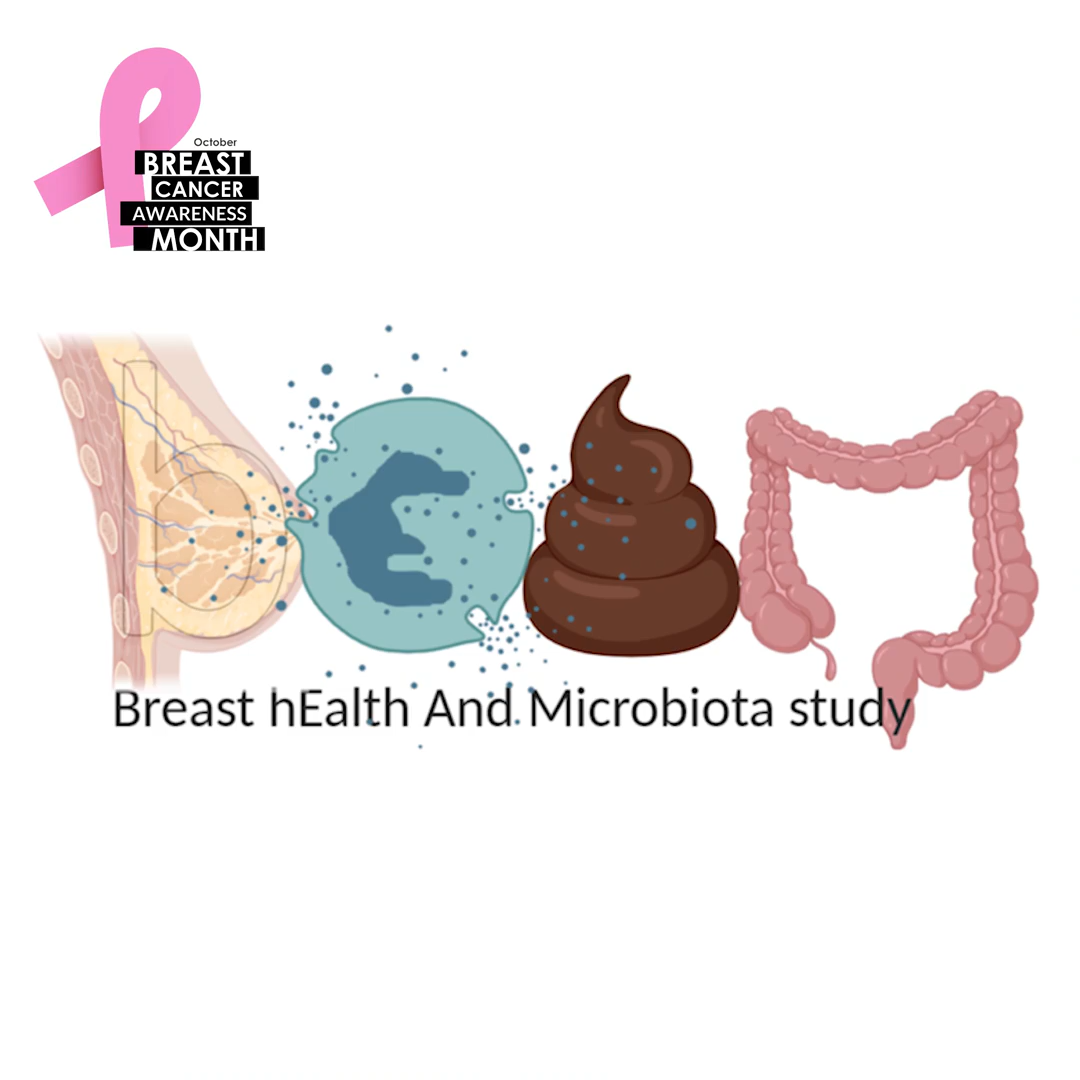 October
BREAST
CANCER
AWARENESS
MONTH
b
Breast hEalth And Microbiota study